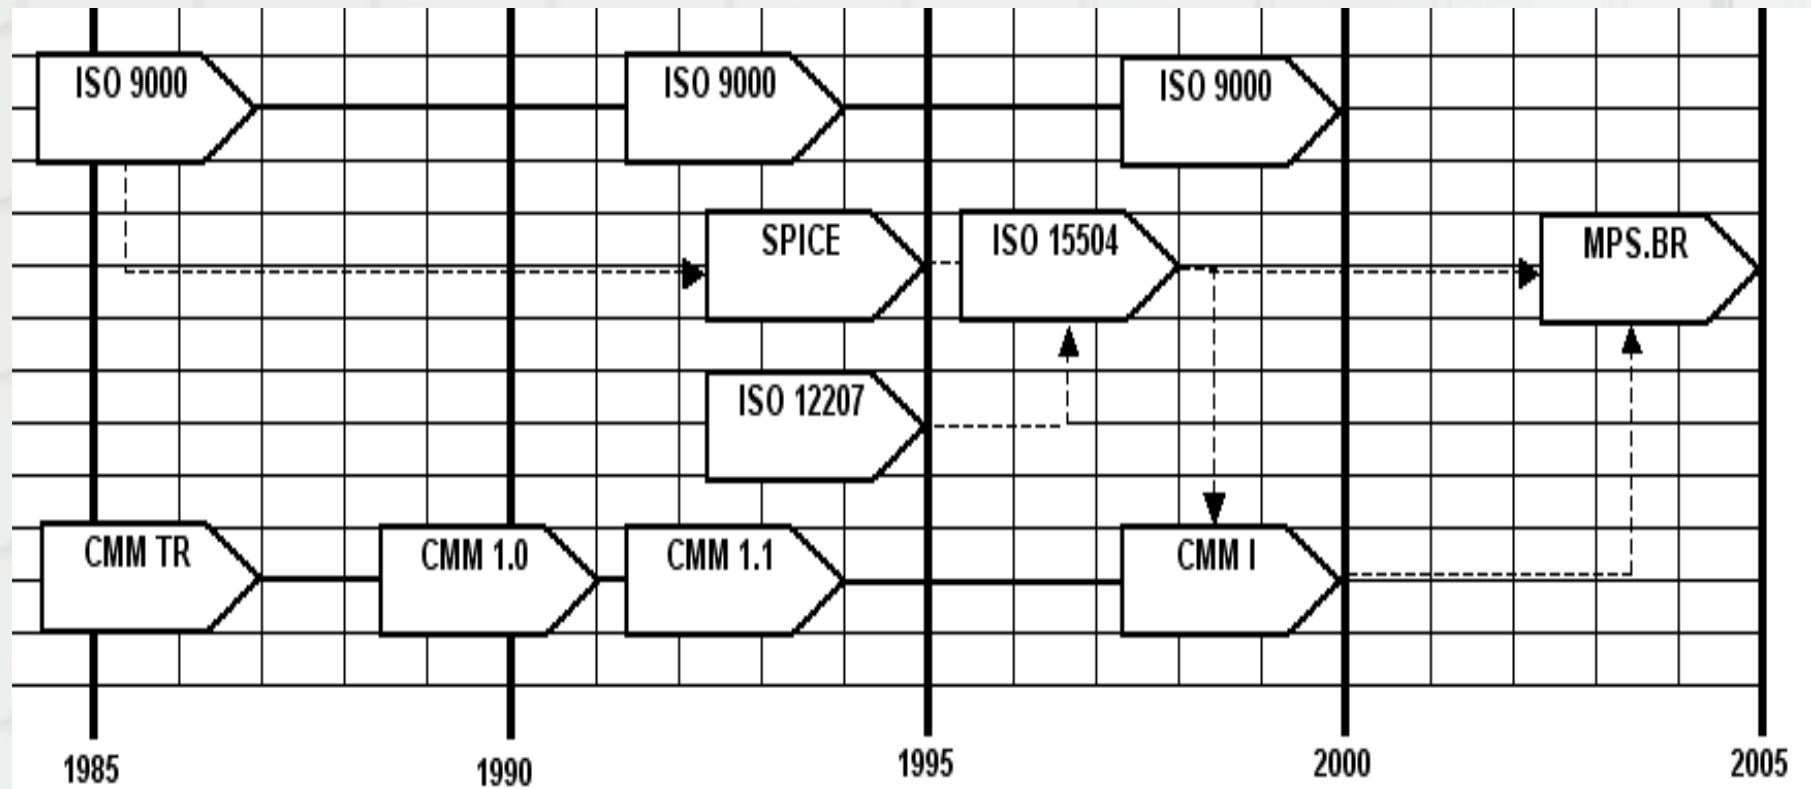 ISO 9000
ISO 9000
ISO 9000
SPICE
ISO 15504
MPS.BR
ISO 12207
CMM TR
CMM 1.0
CMM 1.1
CMM I
1985
1990
1995
2000
2005